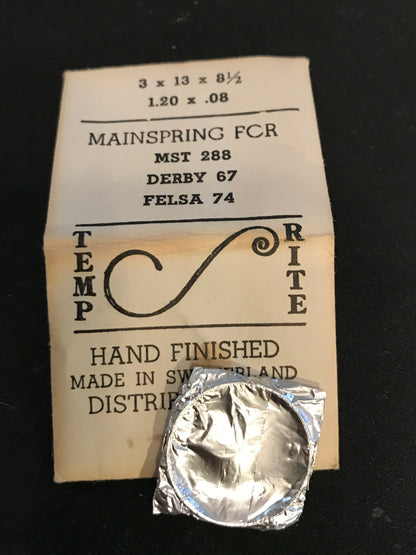 3 x 13 x 8½
1.20 x .08
MAINSPRING FOR
MST 288
DERBY 67
FELSA 74
TEMP
RITE
HAND FINISHED
MADE IN SWITZERLAND